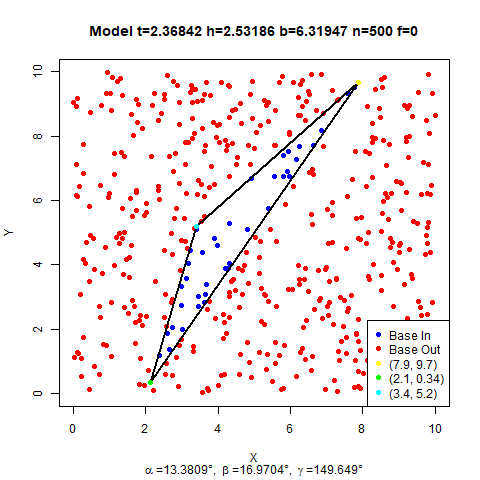 Model t=2.36842 h=2.53186 b=6.31947 n=500 f=0
10
8
6
4
2
0
Y
Base In
Base Out
(7.9, 9.7)
(2.1, 0.34)
(3.4, 5.2)
0 2 4 6 8 10
X
α=13.3809°, β=16.9704°, γ=149.649°